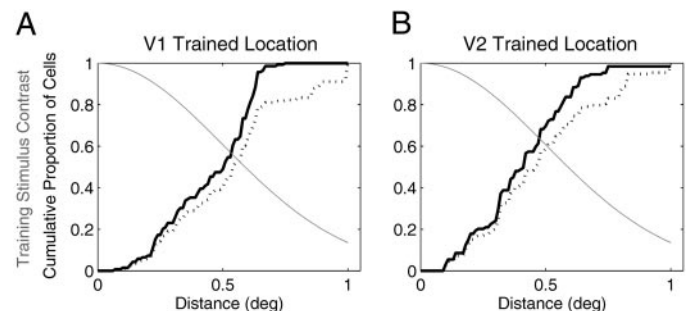 A
B
V1 Trained Location
V2 Trained Location
Training Stimulus Contrast
Cumulative Proportion of Cells
1
0.8
0.6
0.4
0.2
0
0
0.5
1
Distance (deg)
1
0.8
0.6
0.4
0.2
0
0
0.5
1
Distance (deg)